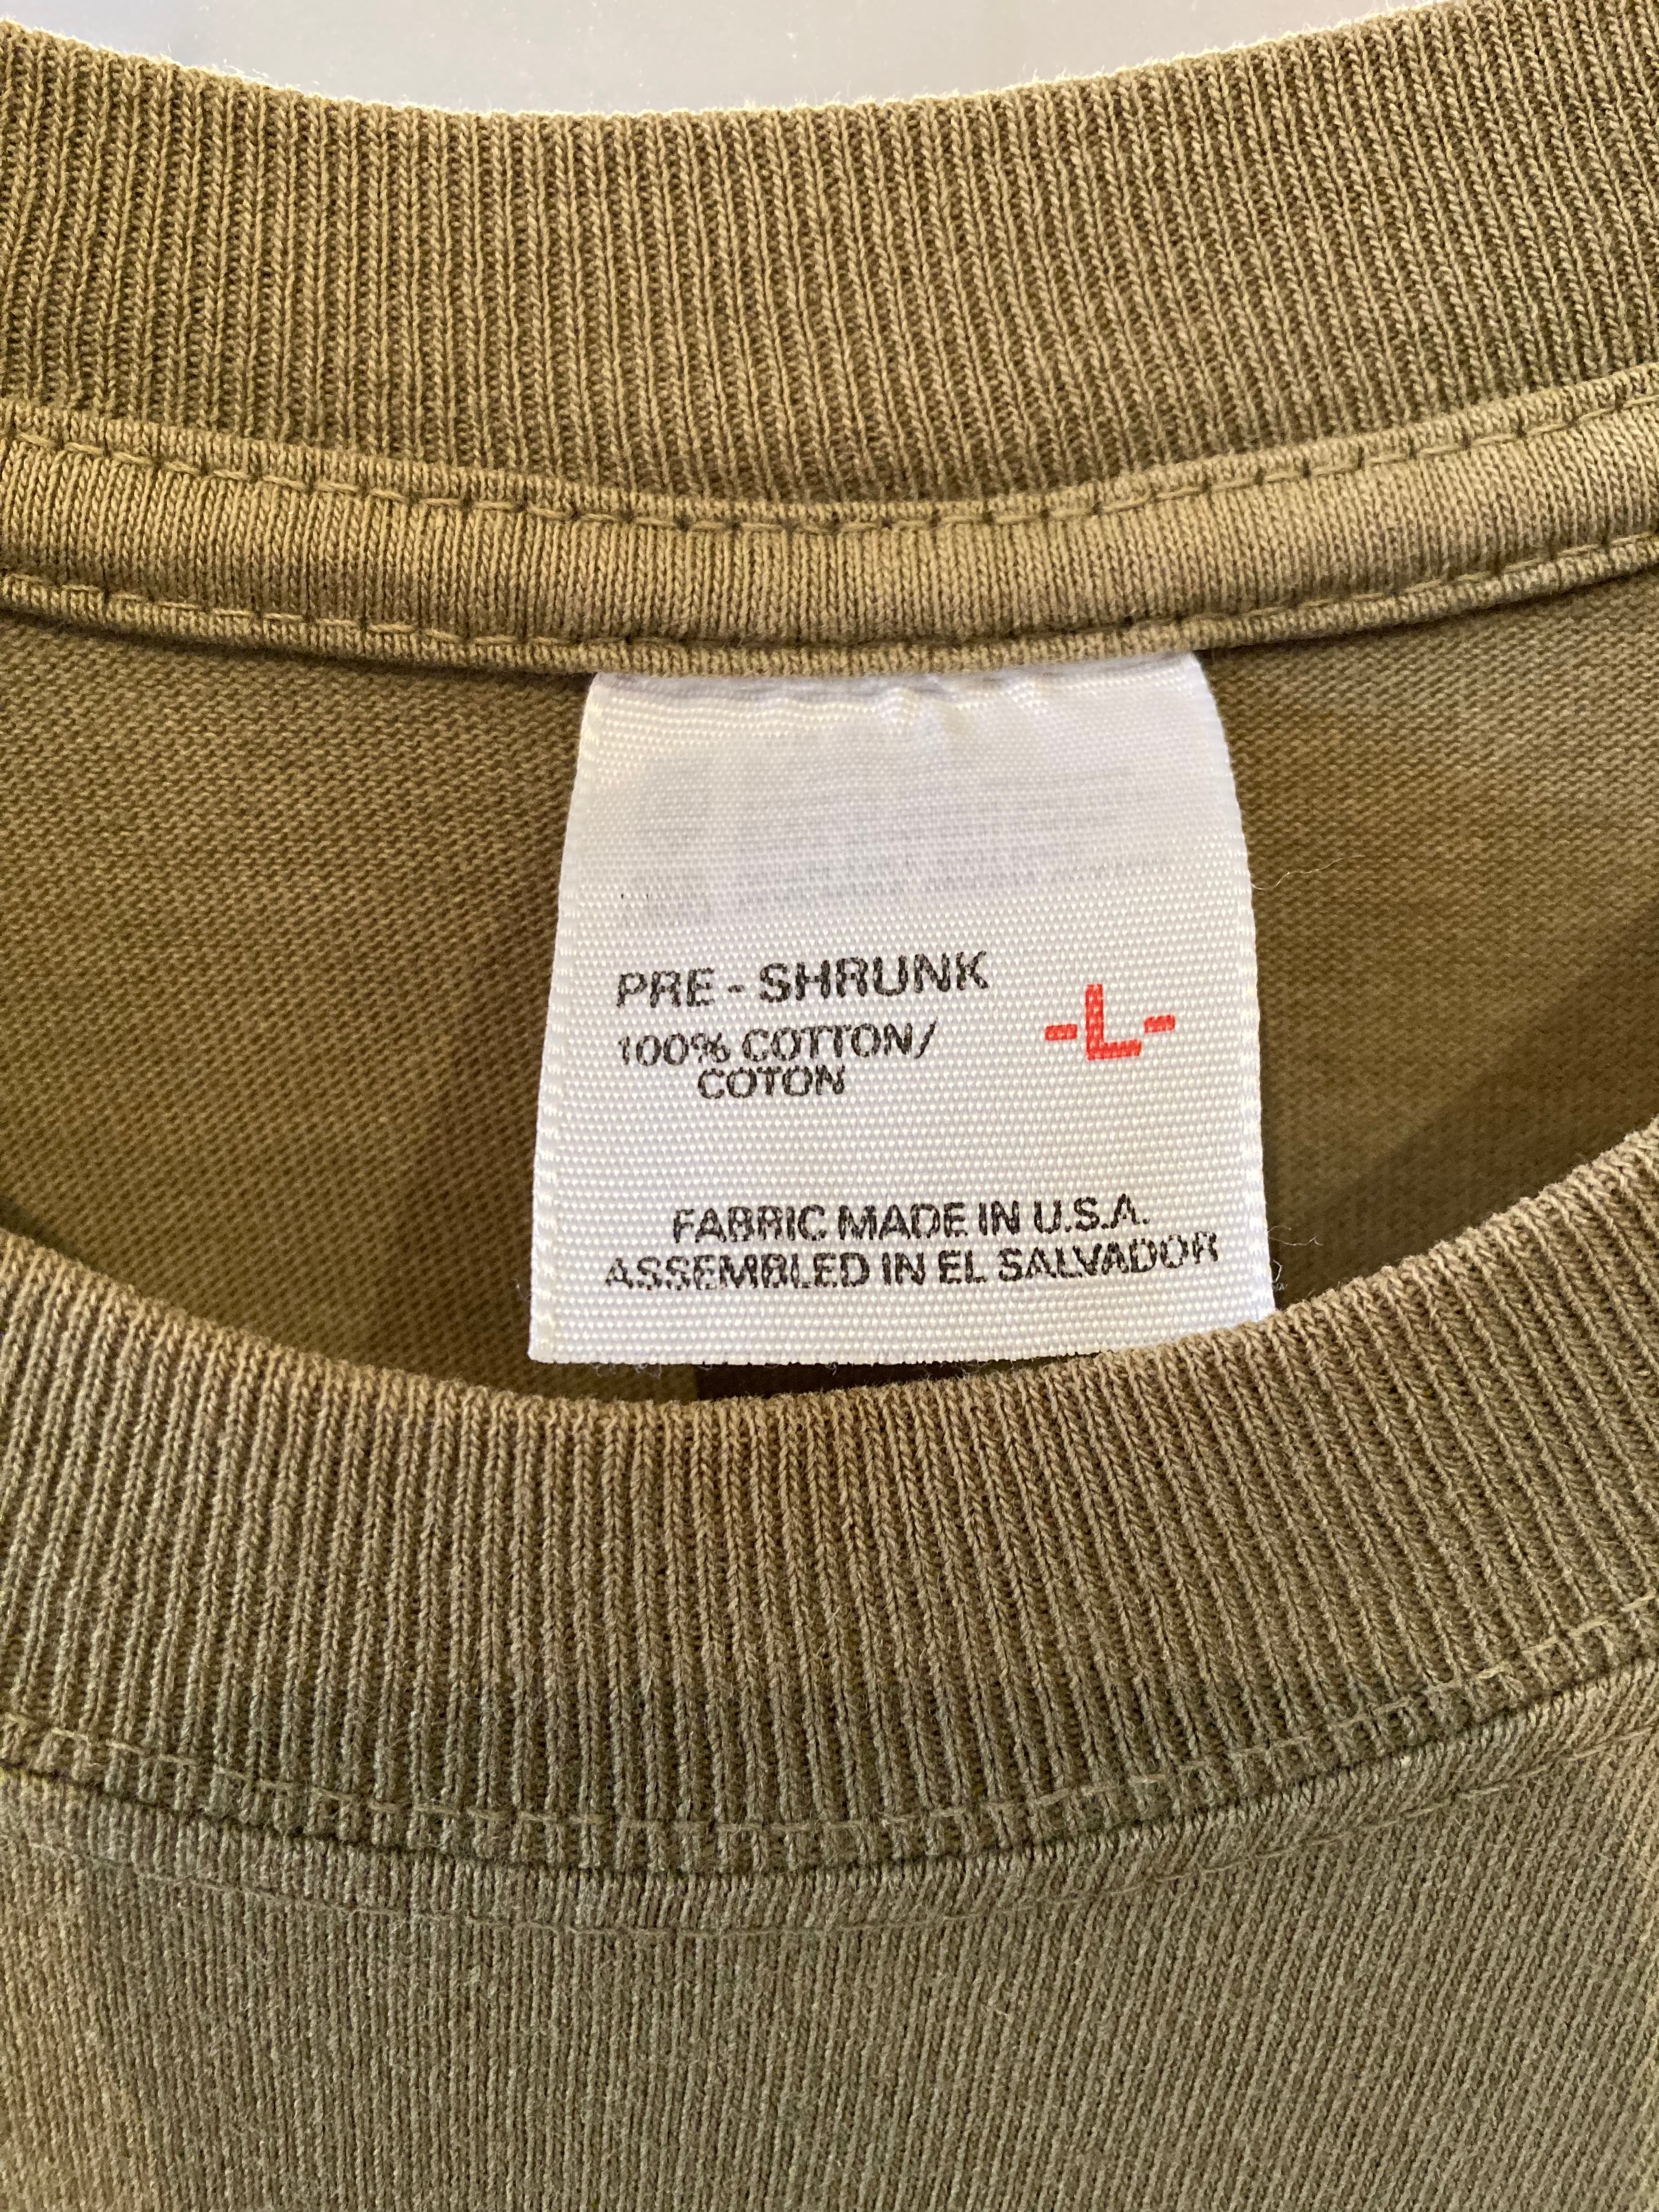 PRE - SHRUNK
100% COTTON/
COTON
-L-
FABRIC MADE IN U.S.A.
ASSEMBLED IN EL SALVADOR